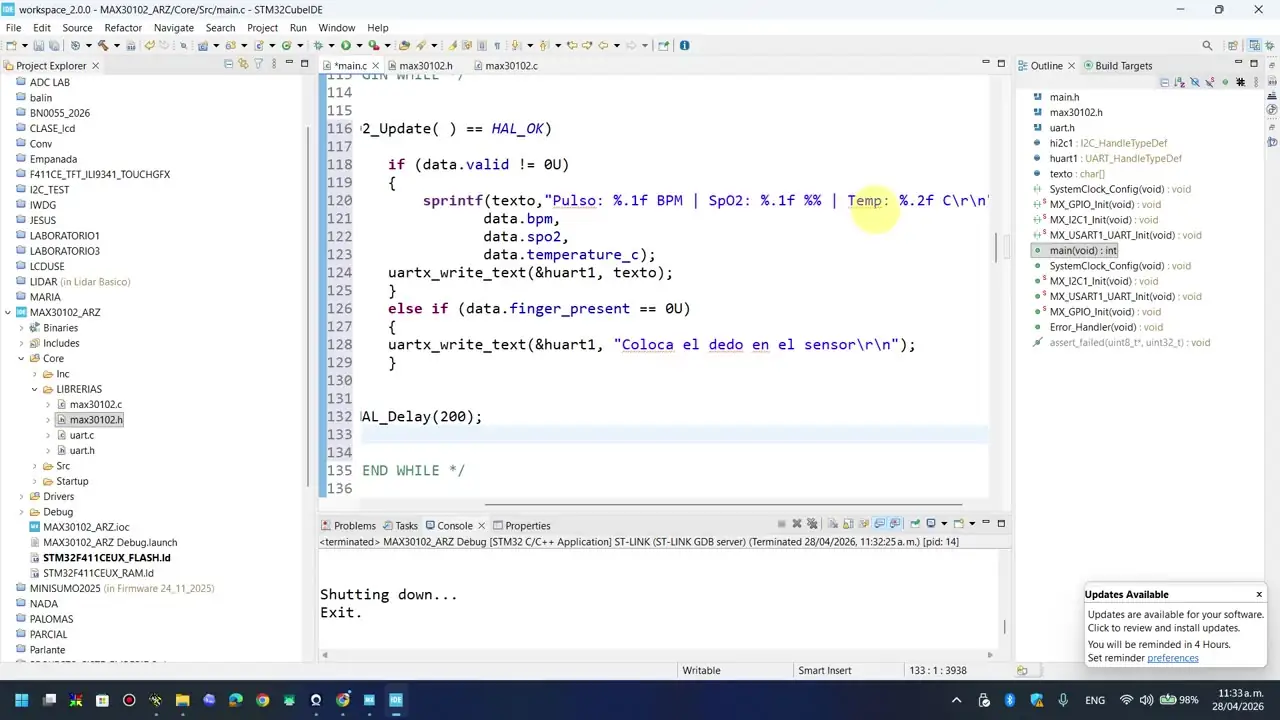 workspace_2.0.0 - MAX30102_ARZ/Core/Src/main.c - STM32CubeIDE
File Edit Source Refactor Navigate Search Project Run Window Help
Project Explorer
ADC LAB
balin
BN0055_2026
CLASE_lcd
Conv
Empanada
F411CE_TFT_ILI9341_TOUCHGFX
I2C_TEST
IWDG
JESUS
LABORATORIO1
LABORATORIO3
LCDUSE
LIDAR (in Lidar Basico)
MARIA
MAX30102_ARZ
Binaries
Includes
Core
Inc
LIBRERIAS
max30102.c
max30102.h
uart.c
uart.h
Src
Startup
Drivers
Debug
MAX30102_ARZ.ioc
MAX30102_ARZ Debug.launch
STM32F411CEUX_FLASH.ld
STM32F411CEUX_RAM.ld
MINISUMO2025 (in Firmware 24_11_2025)
NADA
PALOMAS
PARCIAL
Parlante
*main.c max30102.h max30102.c
115 GIN WHILE */
114
115
116 2_Update( ) == HAL_OK)
117
118 if (data.valid != 0U)
119 {
120 sprintf(texto,"Pulso: %.1f BPM | SpO2: %.1f %% | Temp: %.2f C\r\n"
121 data.bpm,
122 data.spo2,
123 data.temperature_c);
124 uartx_write_text(&huart1, texto);
125 }
126 else if (data.finger_present == 0U)
127 {
128 uartx_write_text(&huart1, "Coloca el dedo en el sensor\r\n");
129 }
130
131
132 AL_Delay(200);
133
134
135 END WHILE */
136
Problems Tasks Console Properties
<terminated> MAX30102_ARZ Debug [STM32 C/C++ Application] ST-LINK (ST-LINK GDB server) (Terminated 28/04/2026, 11:32:25 a. m.) [pid: 14]
Shutting down...
Exit.
Outline Build Targets
main.h
max30102.h
uart.h
hi2c1 : I2C_HandleTypeDef
huart1 : UART_HandleTypeDef
texto : char[]
SystemClock_Config(void) : void
MX_GPIO_Init(void) : void
MX_I2C1_Init(void) : void
MX_USART1_UART_Init(void) : void
main(void) : int
SystemClock_Config(void) : void
MX_I2C1_Init(void) : void
MX_USART1_UART_Init(void) : void
MX_GPIO_Init(void) : void
Error_Handler(void) : void
assert_failed(uint8_t*, uint32_t) : void
Updates Available
Updates are available for your software.
Click to review and install updates.
You will be reminded in 4 Hours.
Set reminder preferences
Writable Smart Insert 133 : 1 : 3938
ENG 98% 11:33 a. m.
28/04/2026